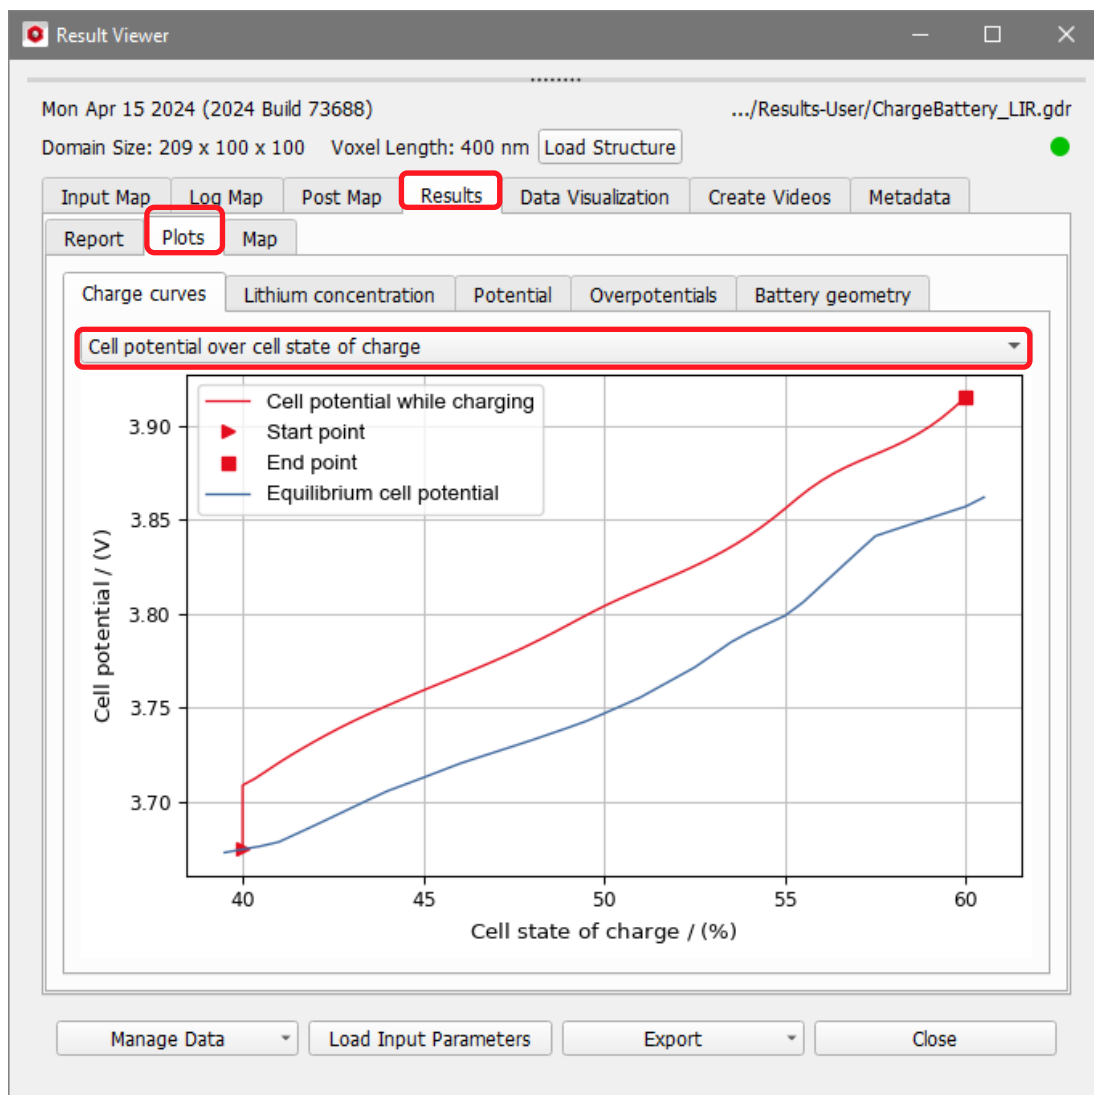 Result Viewer
Mon Apr 15 2024 (2024 Build 73688) .../Results-User/ChargeBattery_LIR.gdr
Domain Size: 209 x 100 x 100 Voxel Length: 400 nm Load Structure
Input Map Log Map Post Map Results Data Visualization Create Videos Metadata
Report Plots Map
Charge curves Lithium concentration Potential Overpotentials Battery geometry
Cell potential over cell state of charge
Cell potential while charging
Start point
End point
Equilibrium cell potential
3.90
3.85
3.80
3.75
3.70
Cell potential / (V)
40 45 50 55 60
Cell state of charge / (%)
Manage Data Load Input Parameters Export Close